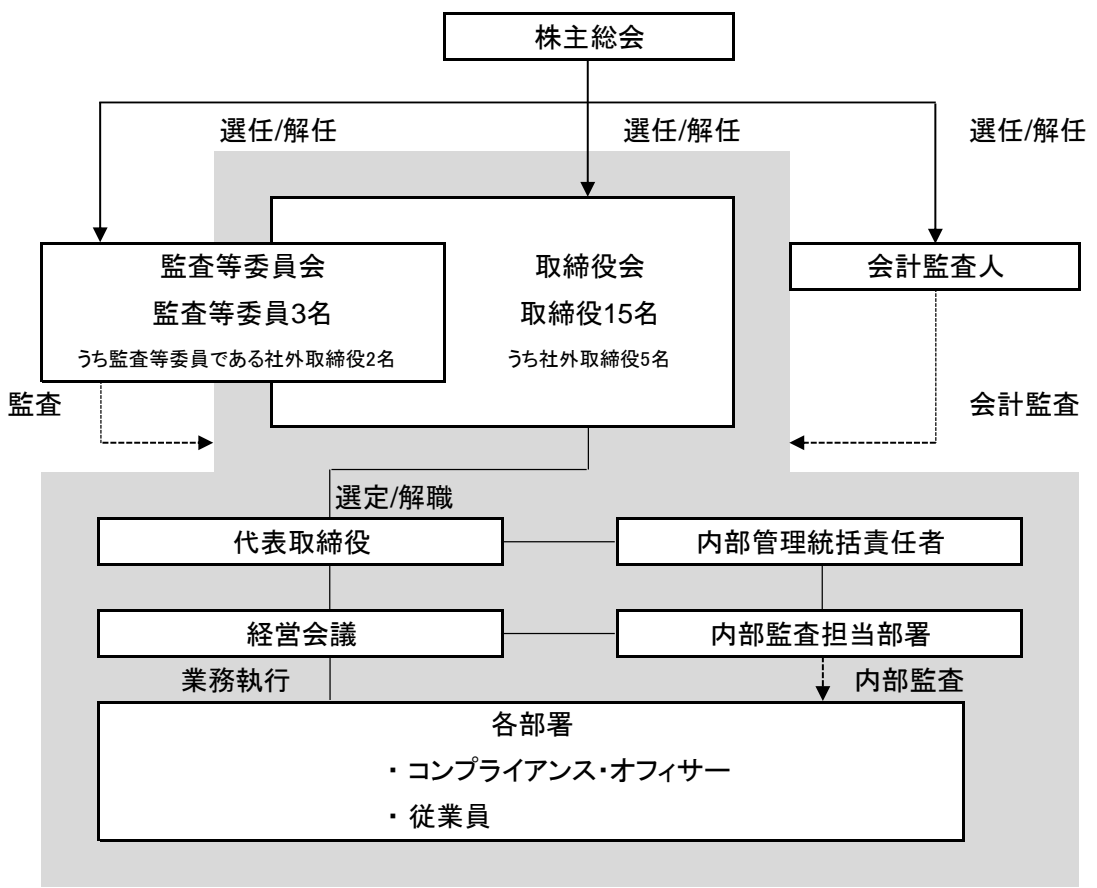 株主総会
選任/解任
選任/解任
選任/解任
監査等委員会
監査等委員3名
うち監査等委員である社外取締役2名
取締役会
取締役15名
うち社外取締役5名
会計監査人
監査
会計監査
選定/解職
代表取締役
内部管理統括責任者
経営会議
内部監査担当部署
業務執行
内部監査
各部署
・ コンプライアンス・オフィサー
・ 従業員